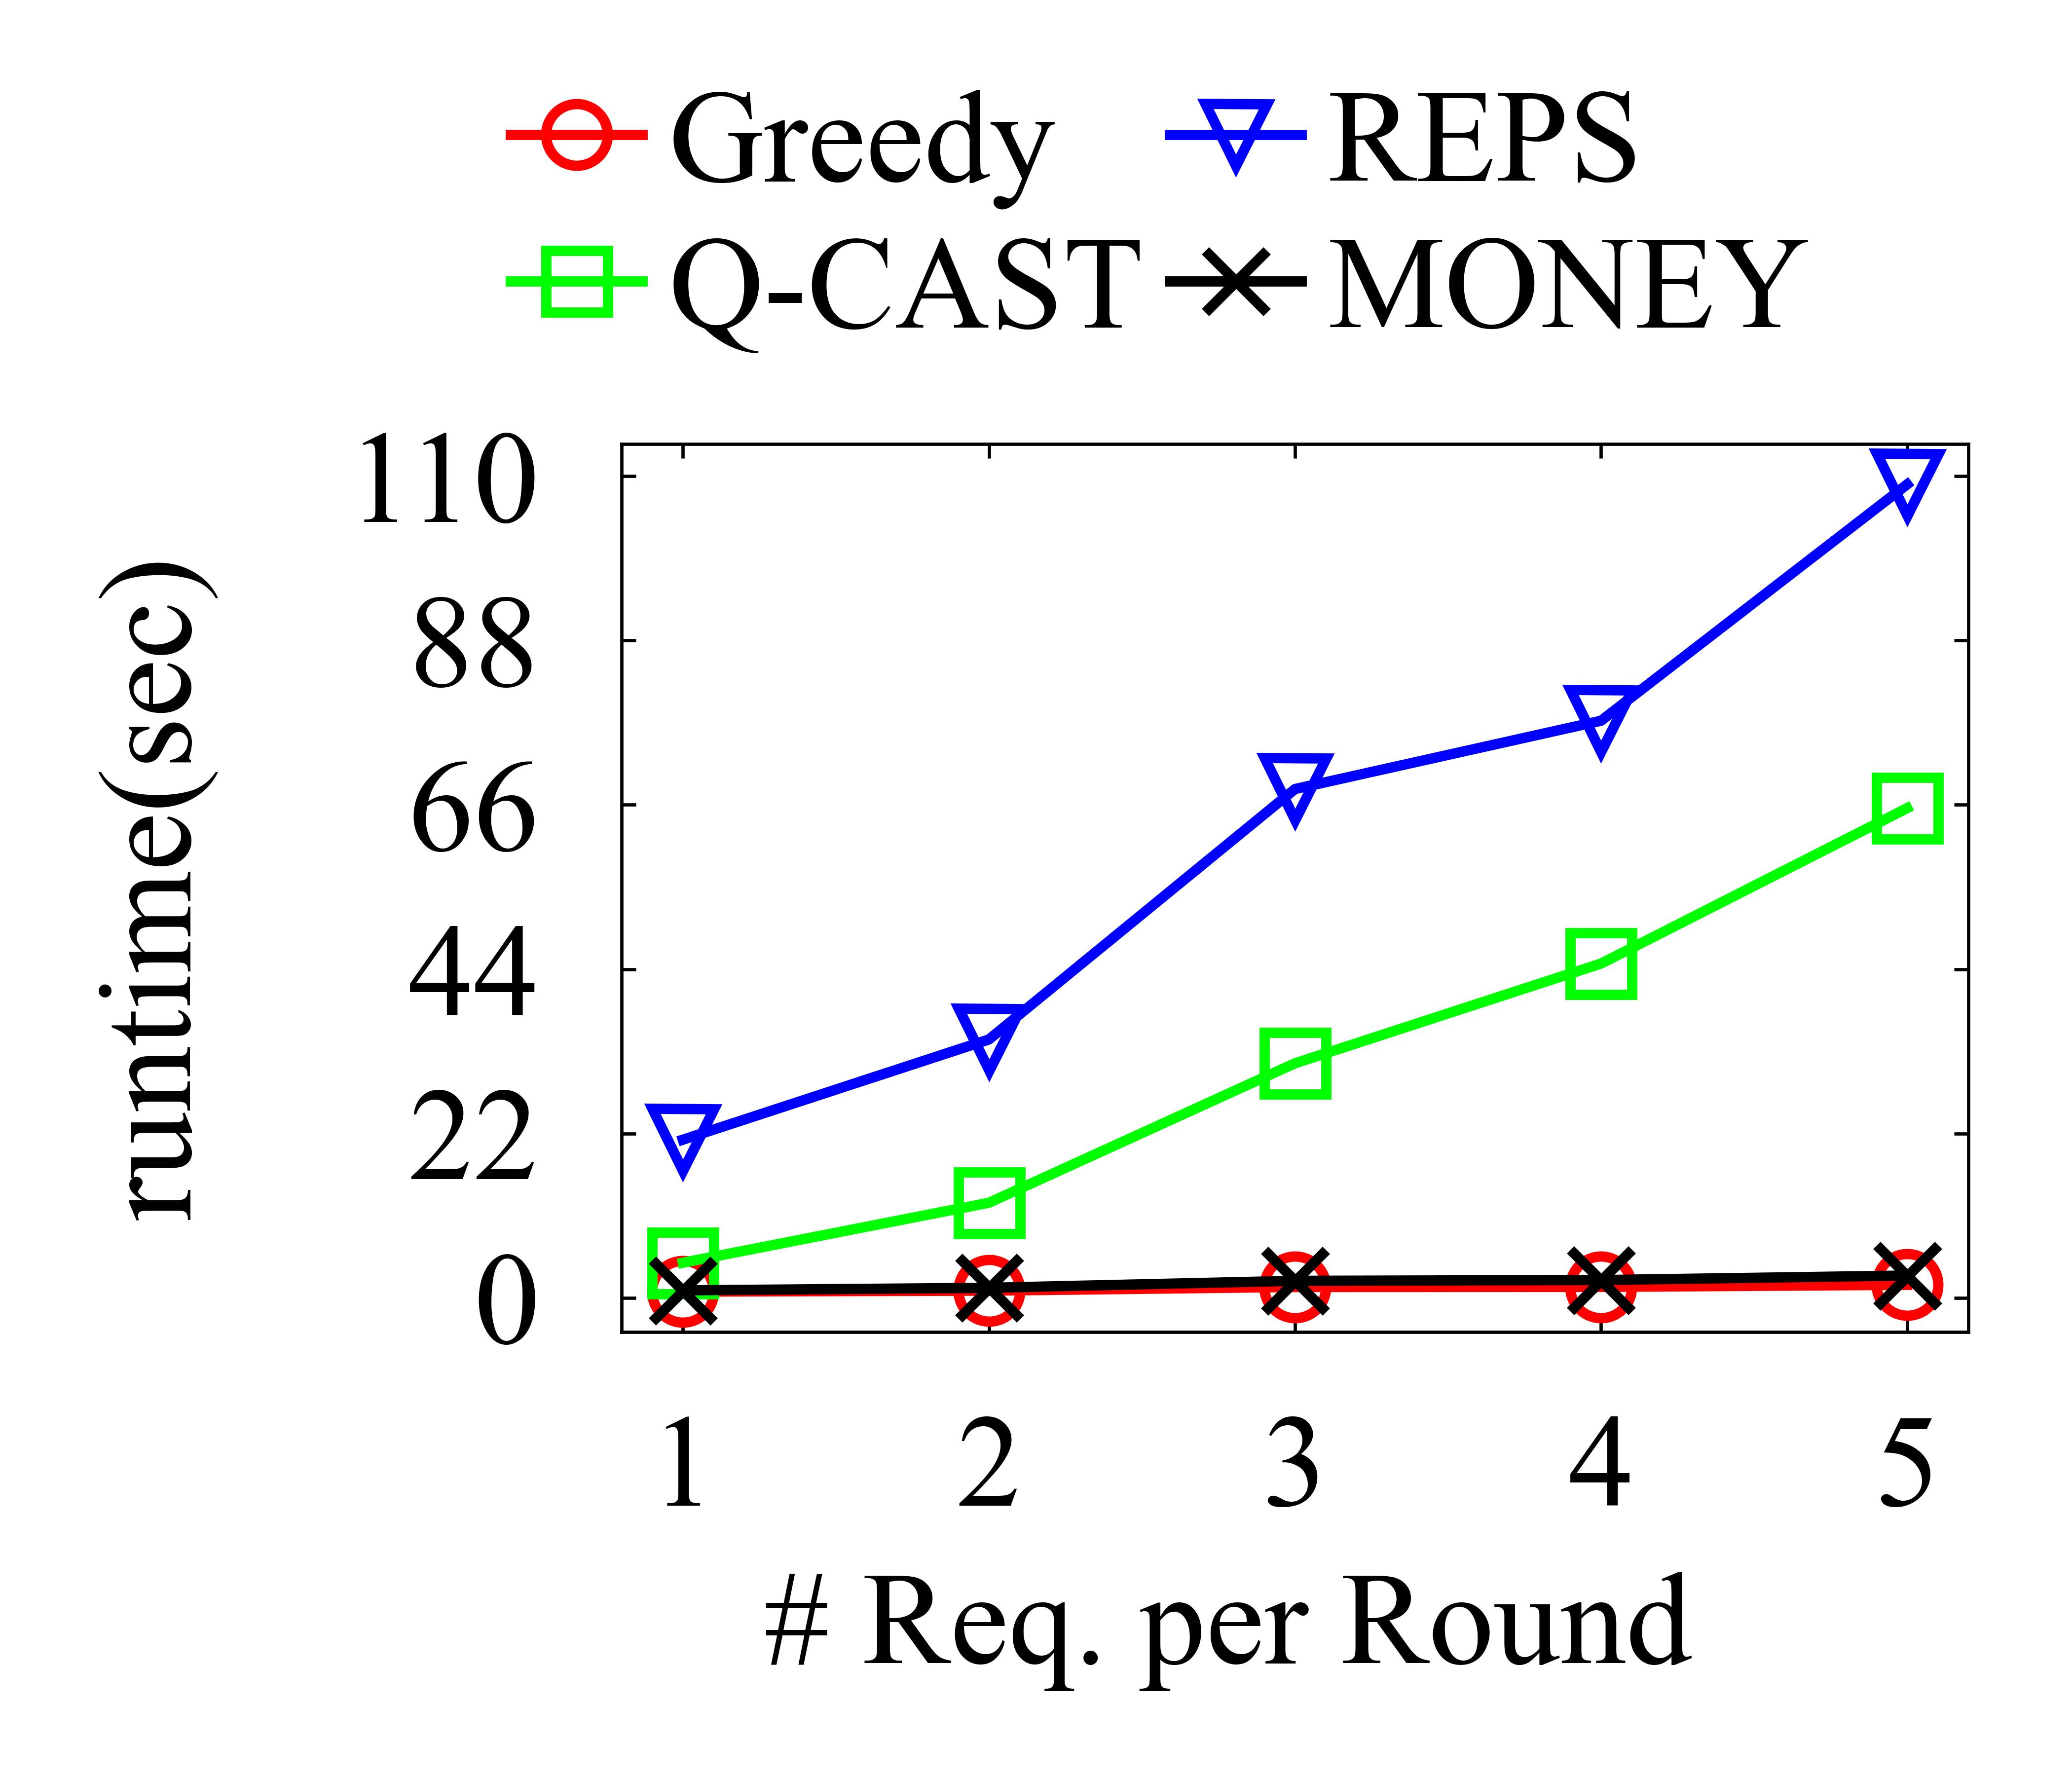 Greedy REPS
Q-CAST MONEY
110
88
66
44
22
0
runtime(sec)
1 2 3 4 5
# Req. per Round